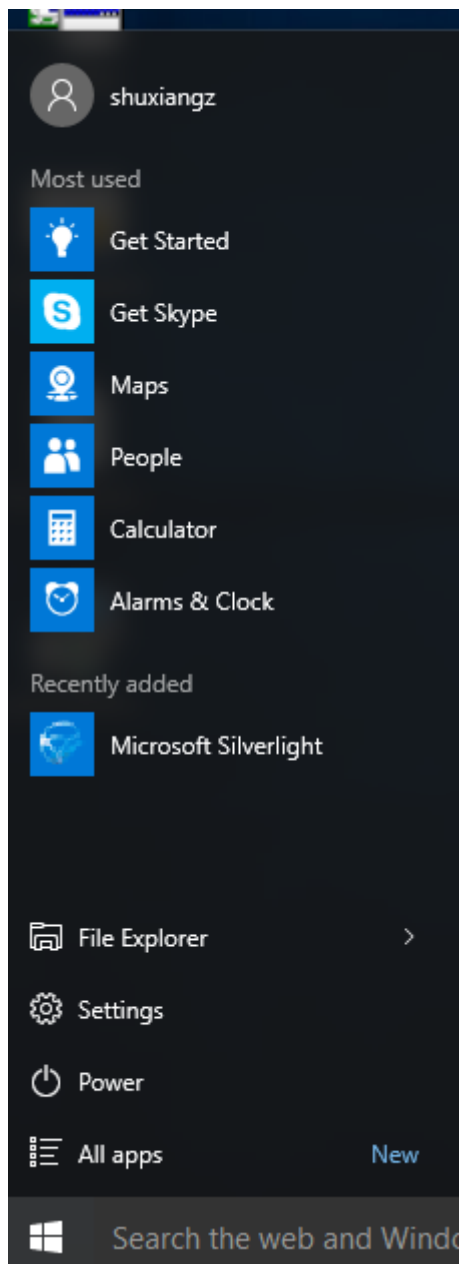 shuxiangz
Most used
Get Started
Get Skype
Maps
People
Calculator
Alarms & Clock
Recently added
Microsoft Silverlight
File Explorer
Settings
Power
All apps New
Search the web and